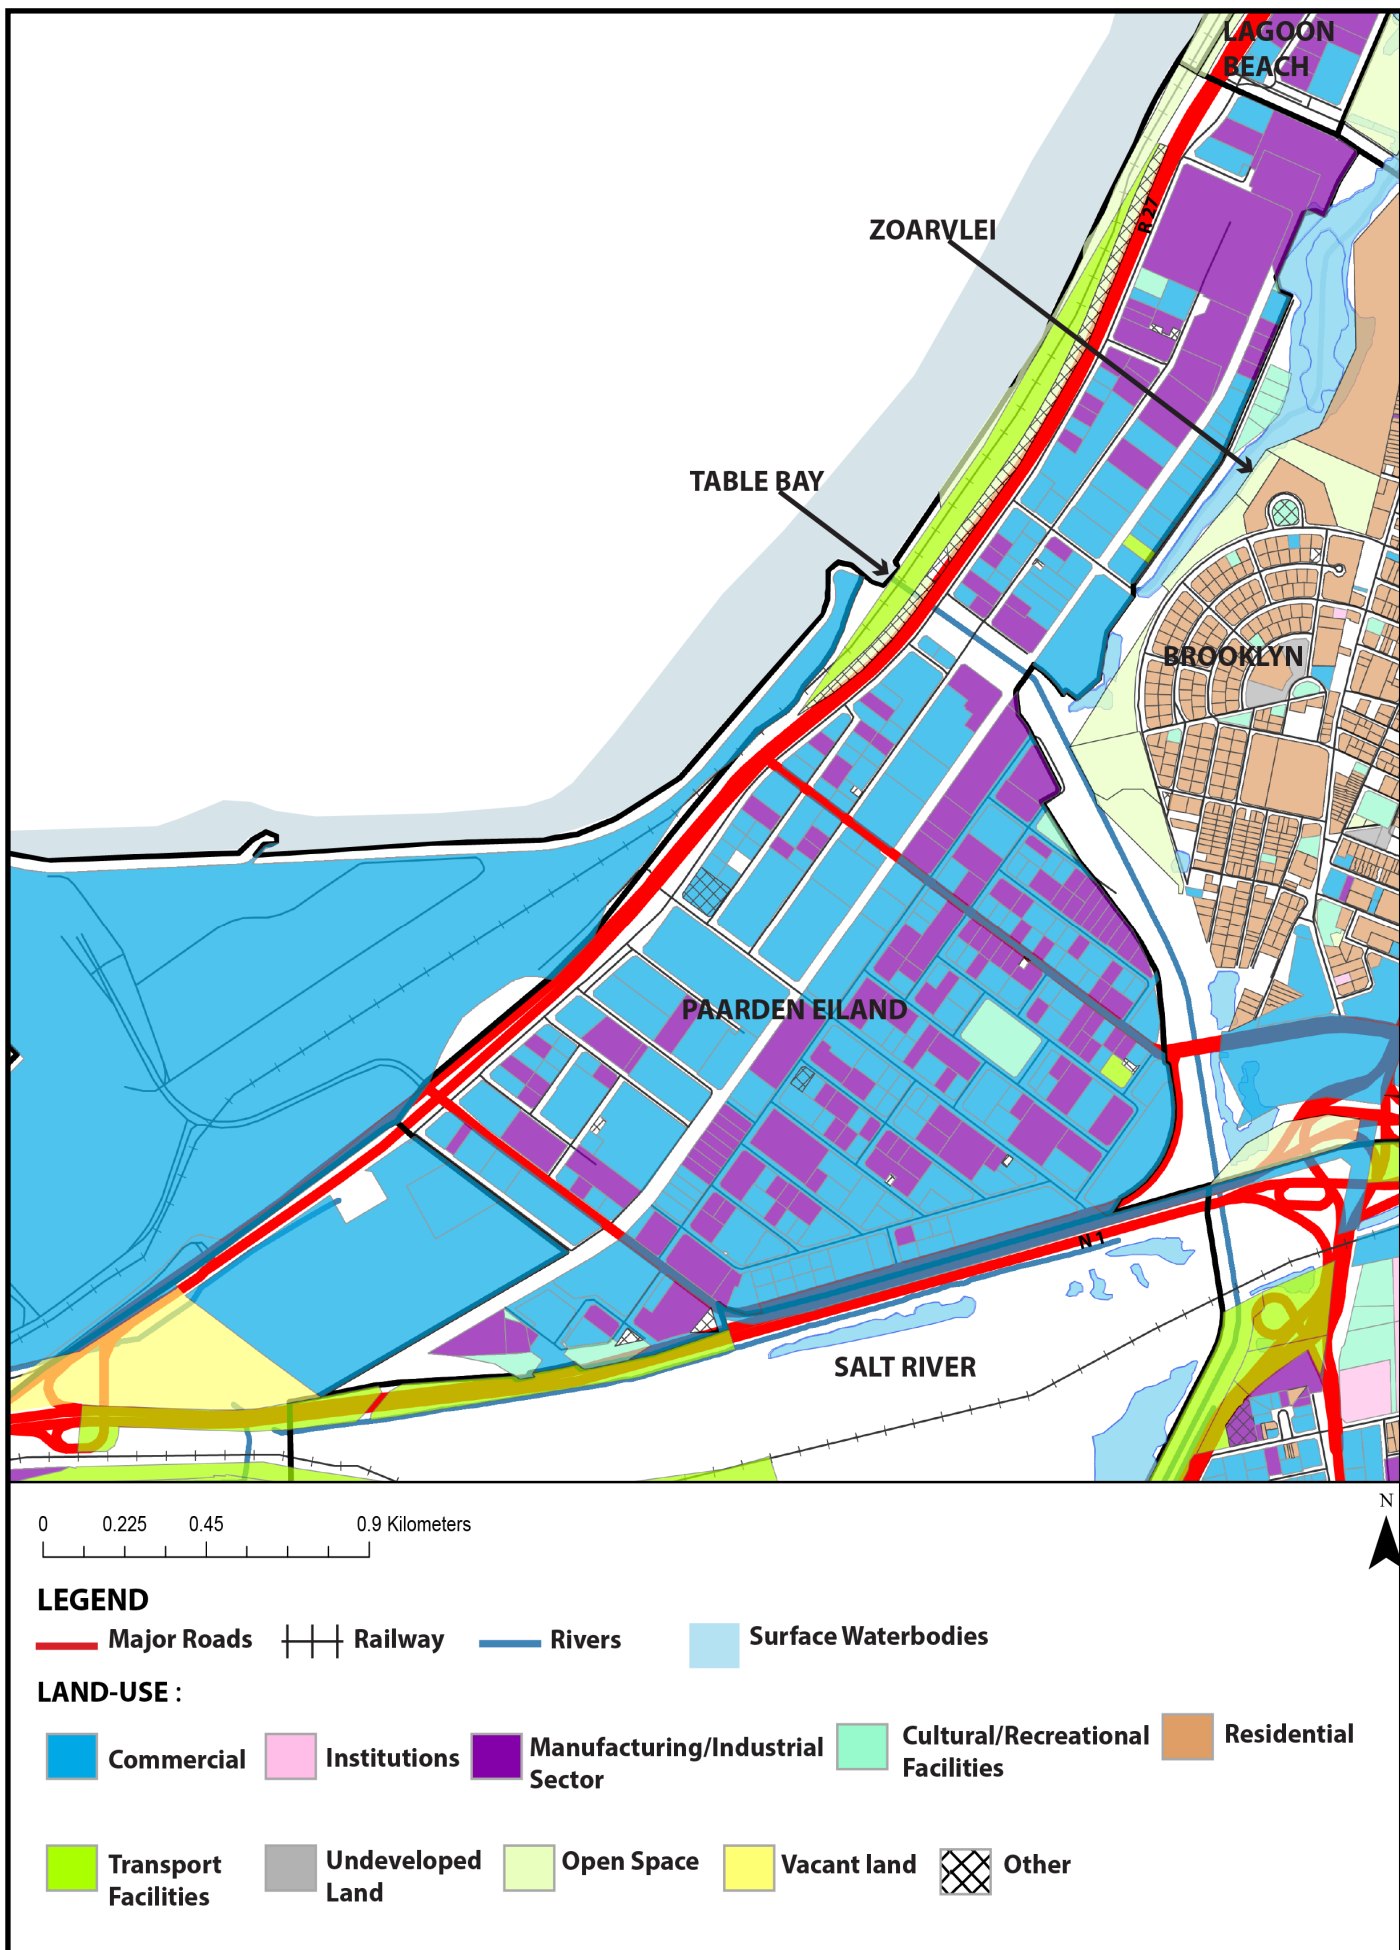 LAGOON
BEACH
R 27
ZOARVLEI
TABLE BAY
BROOKLYN
PAARDEN EILAND
N 1
SALT RIVER
N
0 0.225 0.45 0.9 Kilometers
LEGEND
Major Roads Railway Rivers Surface Waterbodies
LAND-USE :
Commercial Institutions Manufacturing/Industrial Sector Cultural/Recreational Facilities Residential
Transport Facilities Undeveloped Land Open Space Vacant land Other